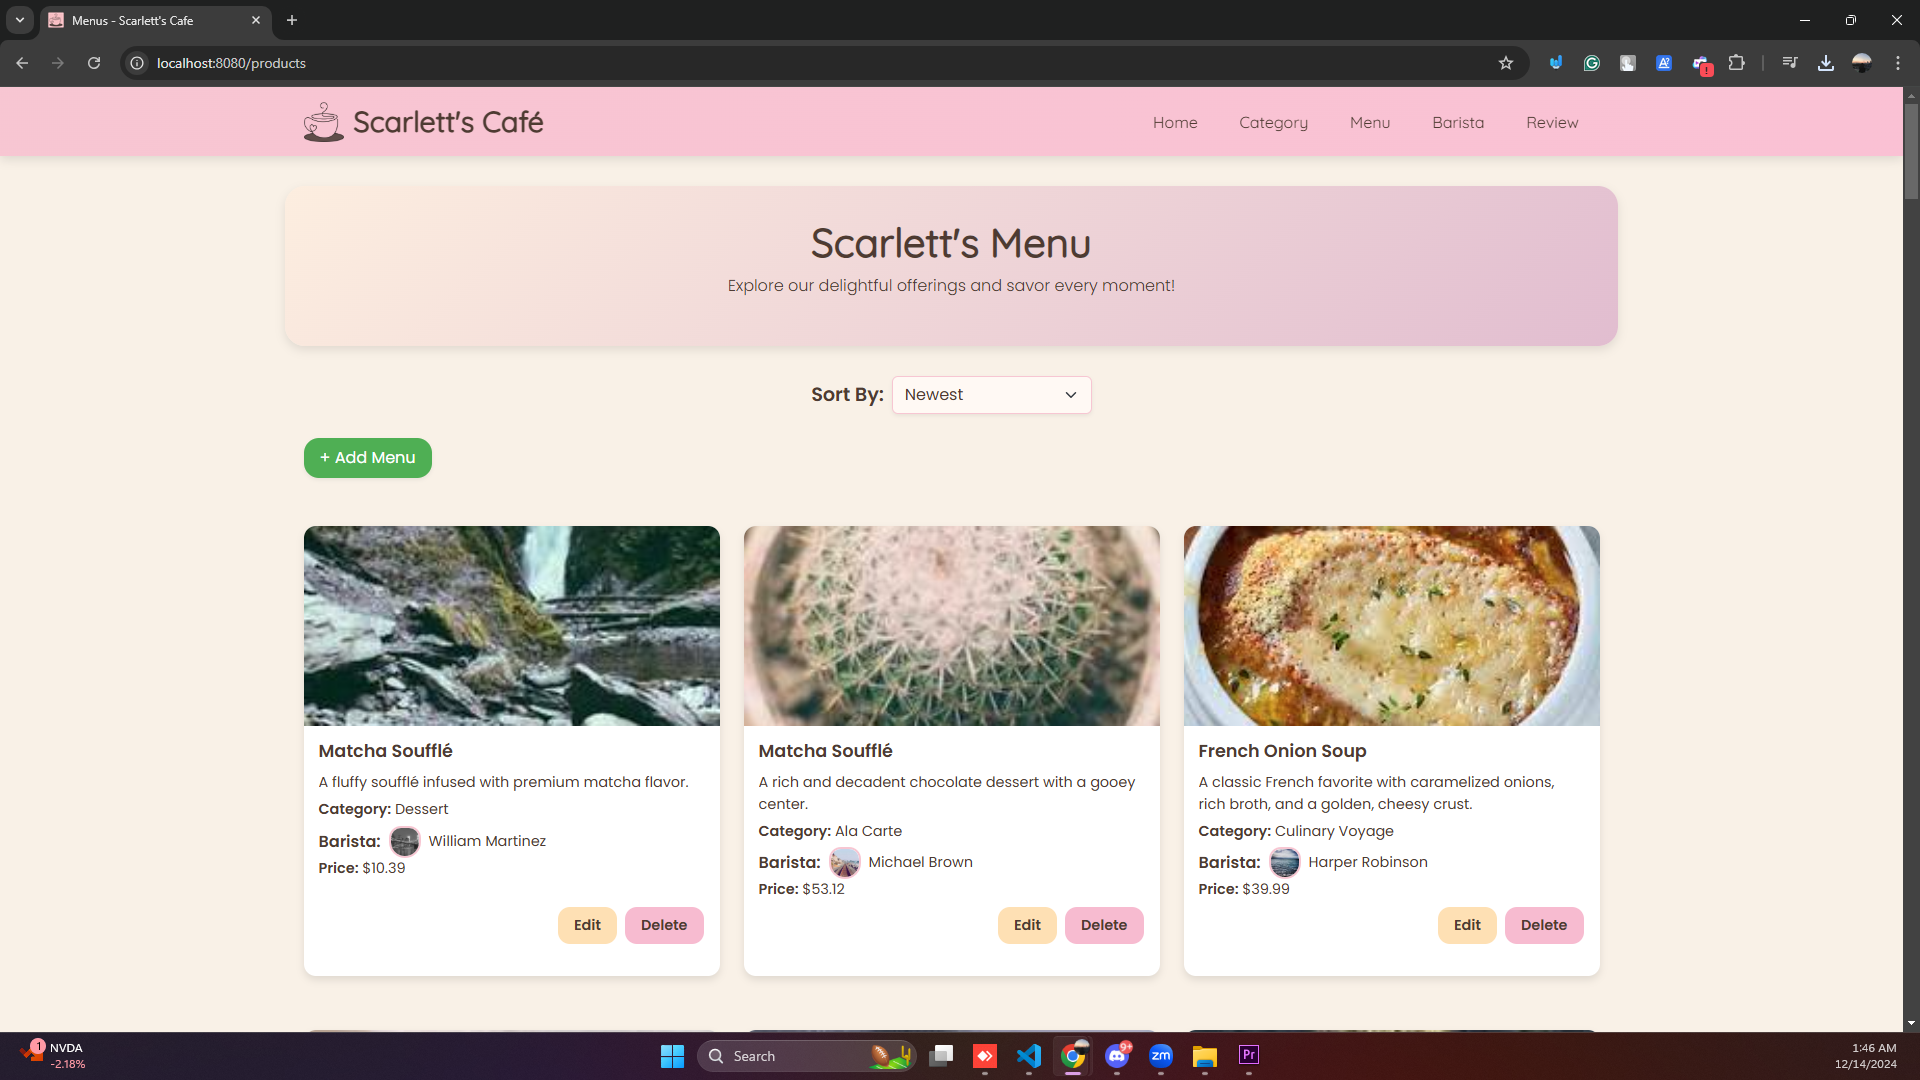 Menus - Scarlett's Cafe
localhost:8080/products
Scarlett's Café
Home
Category
Menu
Barista
Review
Scarlett's Menu
Explore our delightful offerings and savor every moment!
Sort By:
Newest
+ Add Menu
Matcha Soufflé
A fluffy soufflé infused with premium matcha flavor.
Category: Dessert
Barista: William Martinez
Price: $10.39
Edit
Delete
Matcha Soufflé
A rich and decadent chocolate dessert with a gooey
center.
Category: Ala Carte
Barista: Michael Brown
Price: $53.12
Edit
Delete
French Onion Soup
A classic French favorite with caramelized onions,
rich broth, and a golden, cheesy crust.
Category: Culinary Voyage
Barista: Harper Robinson
Price: $39.99
Edit
Delete
1
NVDA
-2.18%
Search
9+
zm
Pr
1:46 AM
12/14/2024